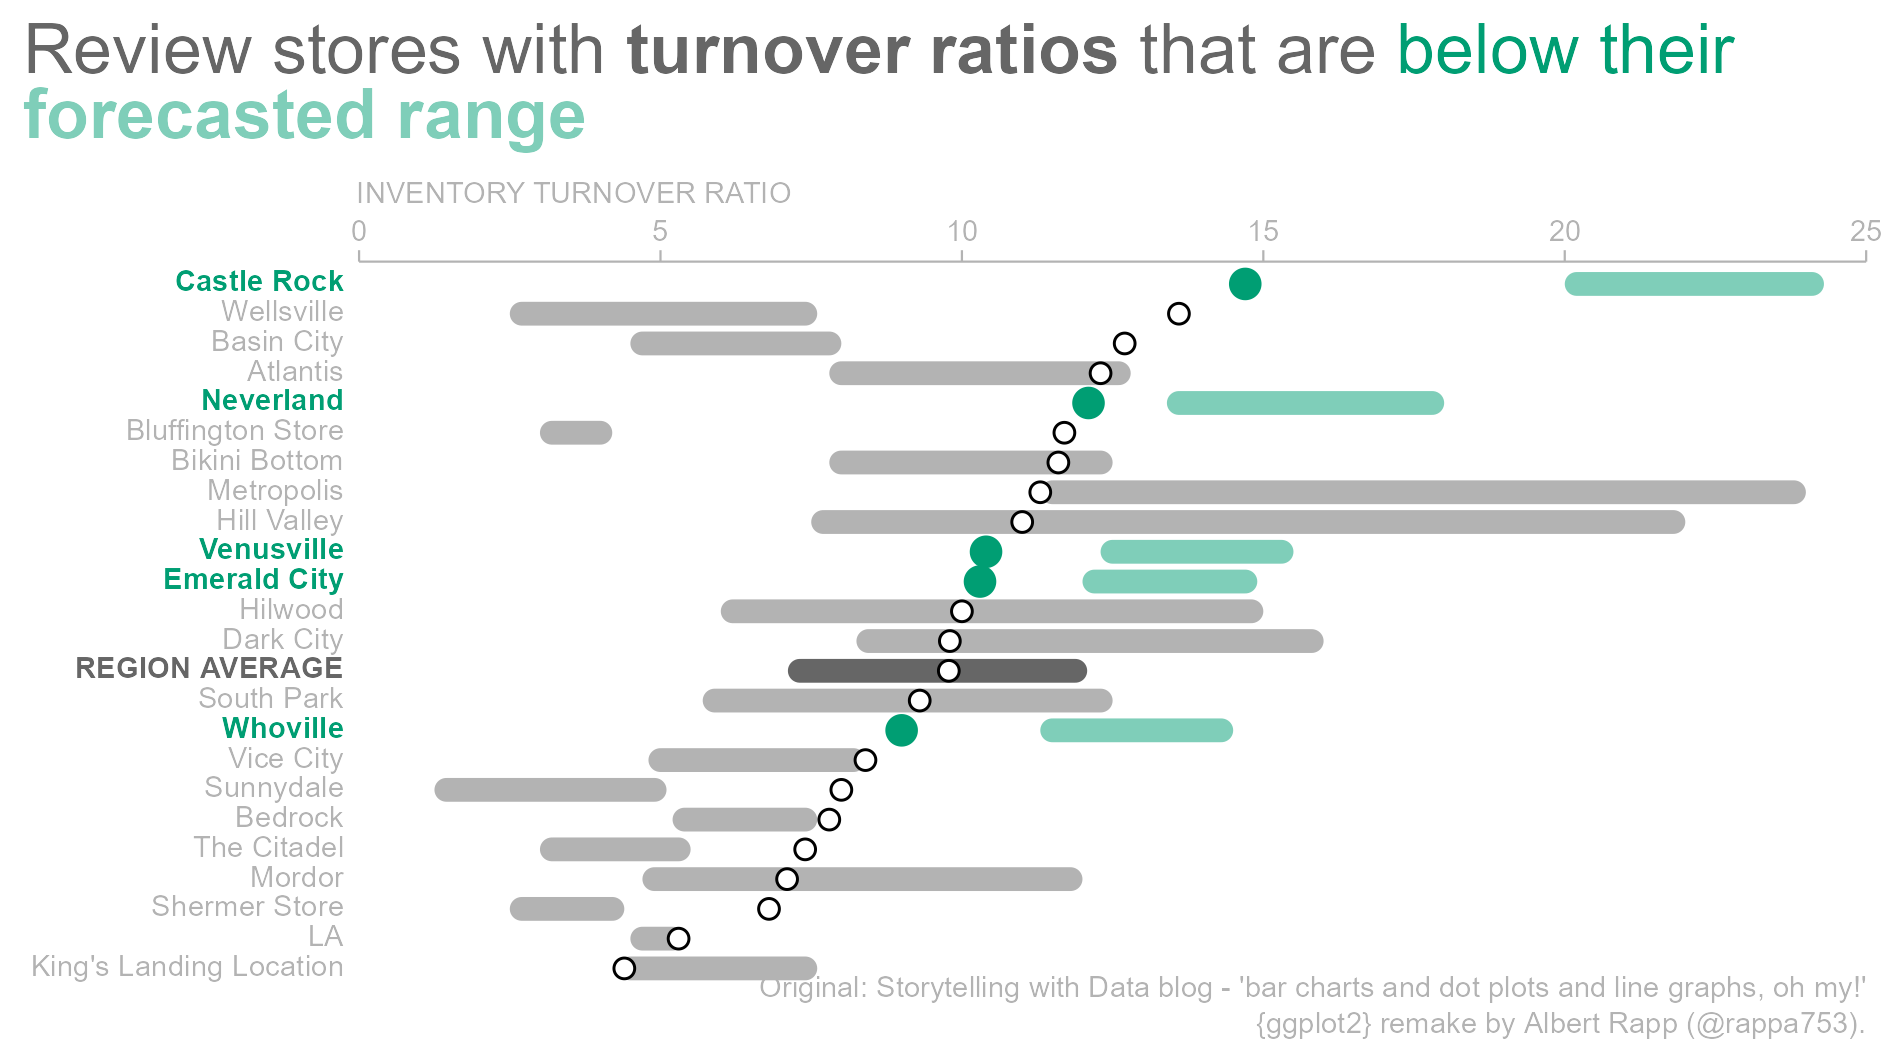 Review stores with turnover ratios that are below their
forecasted range
INVENTORY TURNOVER RATIO
0 5 10 15 20 25
Castle Rock
Wellsville
Basin City
Atlantis
Neverland
Bluffington Store
Bikini Bottom
Metropolis
Hill Valley
Venusville
Emerald City
Hilwood
Dark City
REGION AVERAGE
South Park
Whoville
Vice City
Sunnydale
Bedrock
The Citadel
Mordor
Shermer Store
LA
King's Landing Location
Original: Storytelling with Data blog - 'bar charts and dot plots and line graphs, oh my!'
{ggplot2} remake by Albert Rapp (@rappa753).